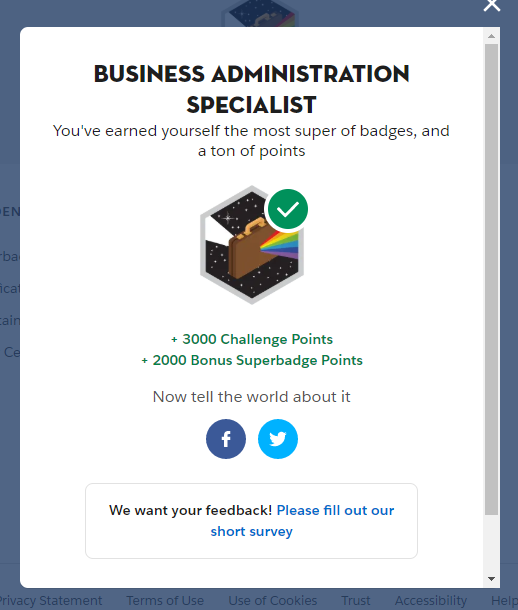 BUSINESS ADMINISTRATION
SPECIALIST
You've earned yourself the most super of badges, and
a ton of points
+ 3000 Challenge Points
+ 2000 Bonus Superbadge Points
Now tell the world about it
We want your feedback! Please fill out our
short survey
Privacy Statement Terms of Use Use of Cookies Trust Accessibility Help